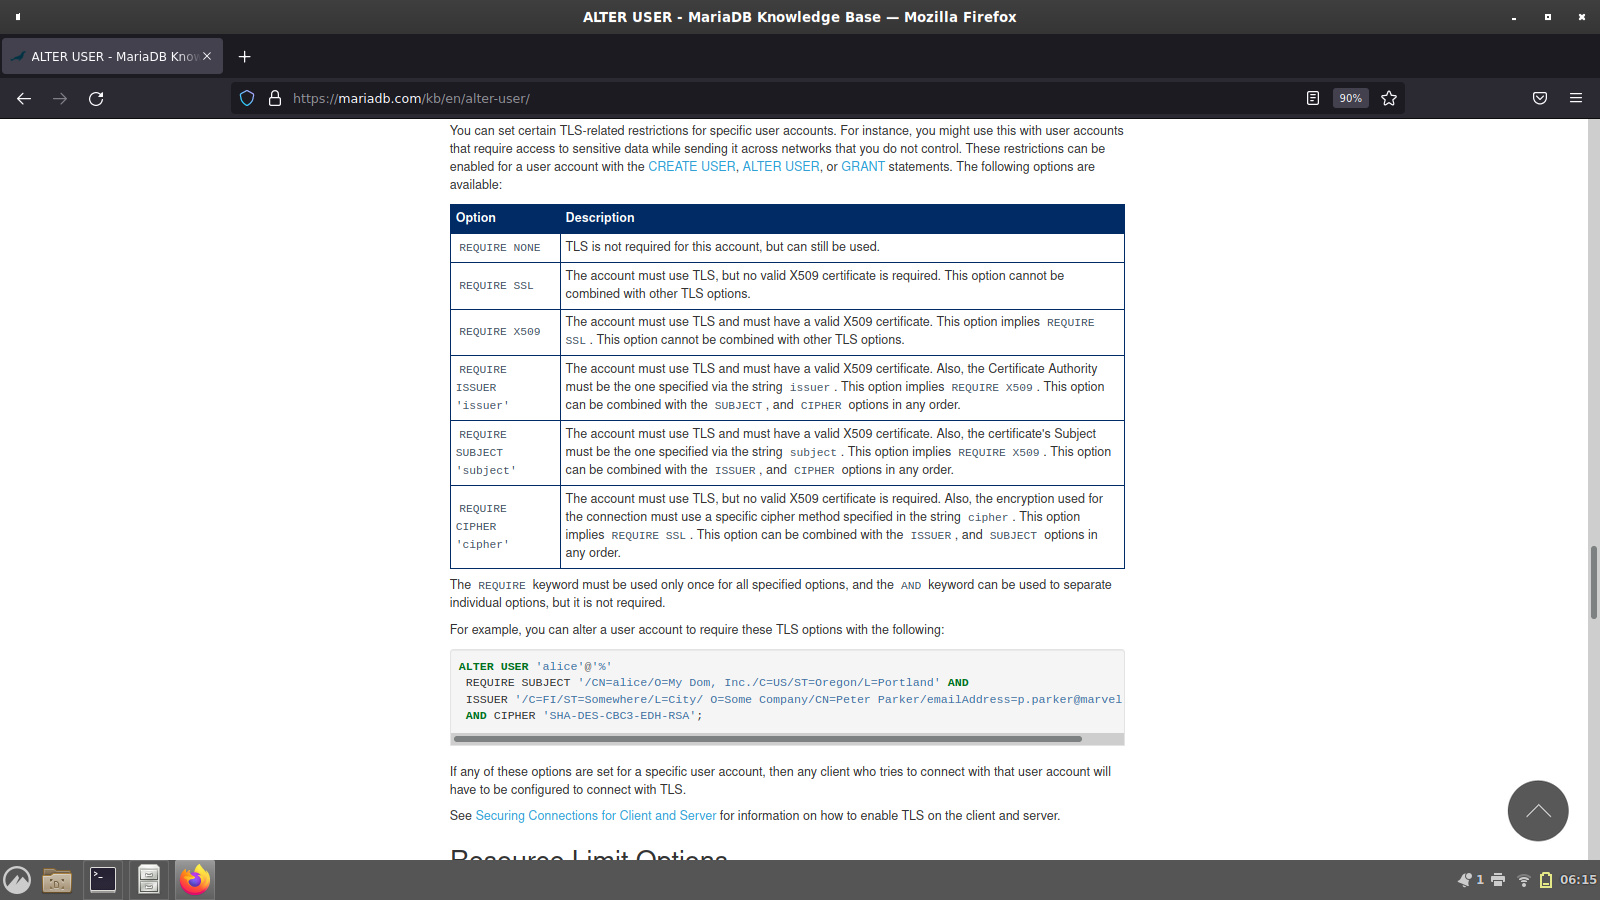 ALTER USER - MariaDB Knowledge Base — Mozilla Firefox
ALTER USER - MariaDB Know
https://mariadb.com/kb/en/alter-user/
90%
You can set certain TLS-related restrictions for specific user accounts. For instance, you might use this with user accounts
that require access to sensitive data while sending it across networks that you do not control. These restrictions can be
enabled for a user account with the CREATE USER, ALTER USER, or GRANT statements. The following options are
available:
Option Description
REQUIRE NONE TLS is not required for this account, but can still be used.
REQUIRE SSL
The account must use TLS, but no valid X509 certificate is required. This option cannot be
combined with other TLS options.
REQUIRE X509
The account must use TLS and must have a valid X509 certificate. This option implies REQUIRE
SSL . This option cannot be combined with other TLS options.
REQUIRE
ISSUER
'issuer'
The account must use TLS and must have a valid X509 certificate. Also, the Certificate Authority
must be the one specified via the string issuer . This option implies REQUIRE X509 . This option
can be combined with the SUBJECT , and CIPHER options in any order.
REQUIRE
SUBJECT
'subject'
The account must use TLS and must have a valid X509 certificate. Also, the certificate's Subject
must be the one specified via the string subject . This option implies REQUIRE X509 . This option
can be combined with the ISSUER , and CIPHER options in any order.
REQUIRE
CIPHER
'cipher'
The account must use TLS, but no valid X509 certificate is required. Also, the encryption used for
the connection must use a specific cipher method specified in the string cipher . This option
implies REQUIRE SSL . This option can be combined with the ISSUER , and SUBJECT options in
any order.
The REQUIRE keyword must be used only once for all specified options, and the AND keyword can be used to separate
individual options, but it is not required.
For example, you can alter a user account to require these TLS options with the following:
ALTER USER 'alice'@'%'
REQUIRE SUBJECT '/CN=alice/O=My Dom, Inc./C=US/ST=Oregon/L=Portland' AND
ISSUER '/C=FI/ST=Somewhere/L=City/ O=Some Company/CN=Peter Parker/emailAddress=p.parker@marvel
AND CIPHER 'SHA-DES-CBC3-EDH-RSA';
If any of these options are set for a specific user account, then any client who tries to connect with that user account will
have to be configured to connect with TLS.
See Securing Connections for Client and Server for information on how to enable TLS on the client and server.
Resource Limit Options
1
06:15